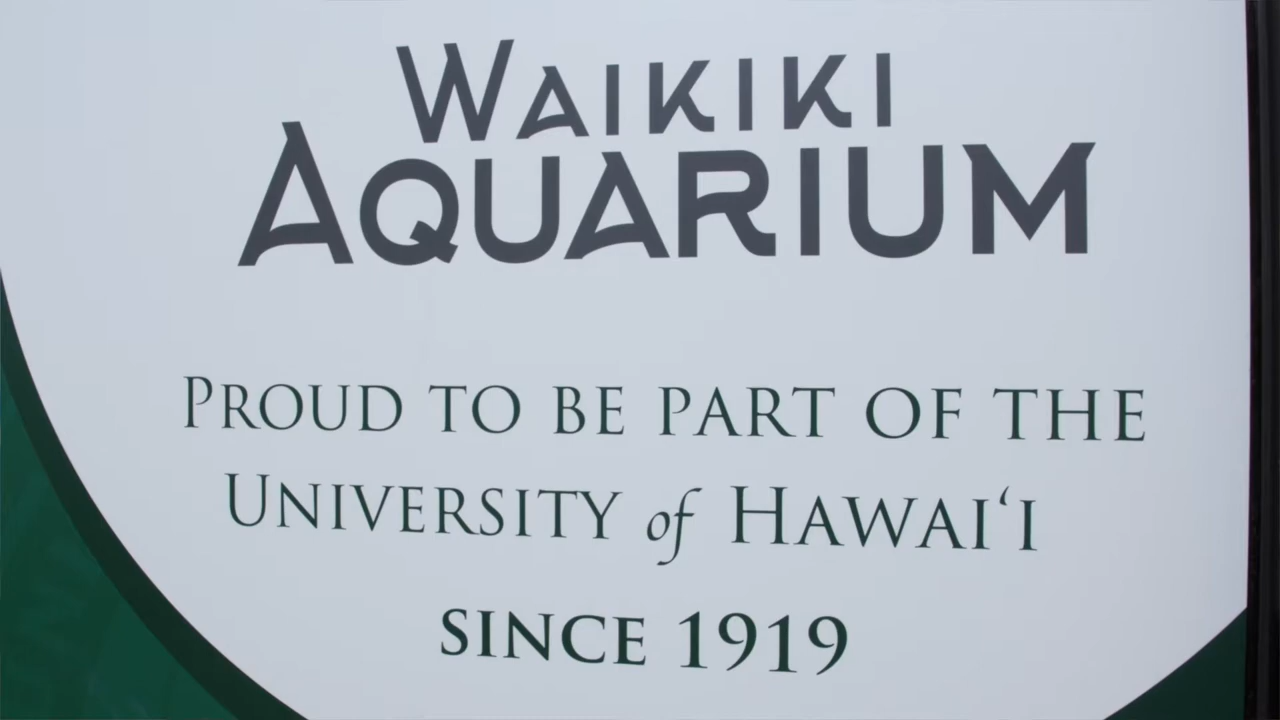 WAIKIKI
AQUARIUM
PROUD TO BE PART OF THE
UNIVERSITY of HAWAIʻI
SINCE 1919